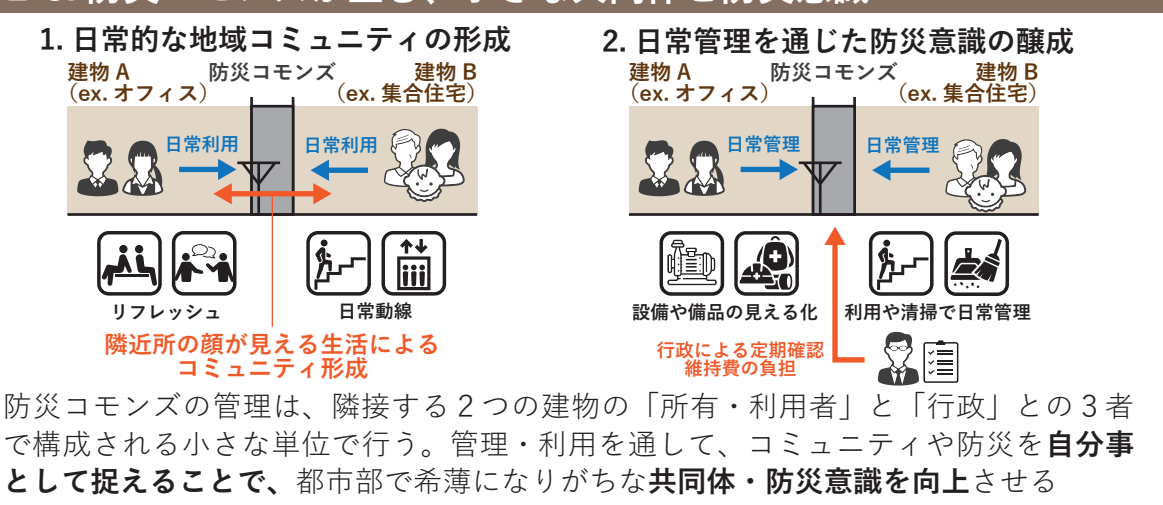 1. 日常的な地域コミュニティの形成
建物 A
(ex. オフィス)
防災コモンズ
建物 B
(ex. 集合住宅)
日常利用
日常利用
リフレッシュ
日常動線
隣近所の顔が見える生活による
コミュニティ形成
2. 日常管理を通じた防災意識の醸成
建物 A
(ex. オフィス)
防災コモンズ
建物 B
(ex. 集合住宅)
日常管理
日常管理
設備や備品の見える化
利用や清掃で日常管理
行政による定期確認
維持費の負担
防災コモンズの管理は、隣接する２つの建物の「所有・利用者」と「行政」との３者
で構成される小さな単位で行う。管理・利用を通して、コミュニティや防災を自分事
として捉えることで、都市部で希薄になりがちな共同体・防災意識を向上させる